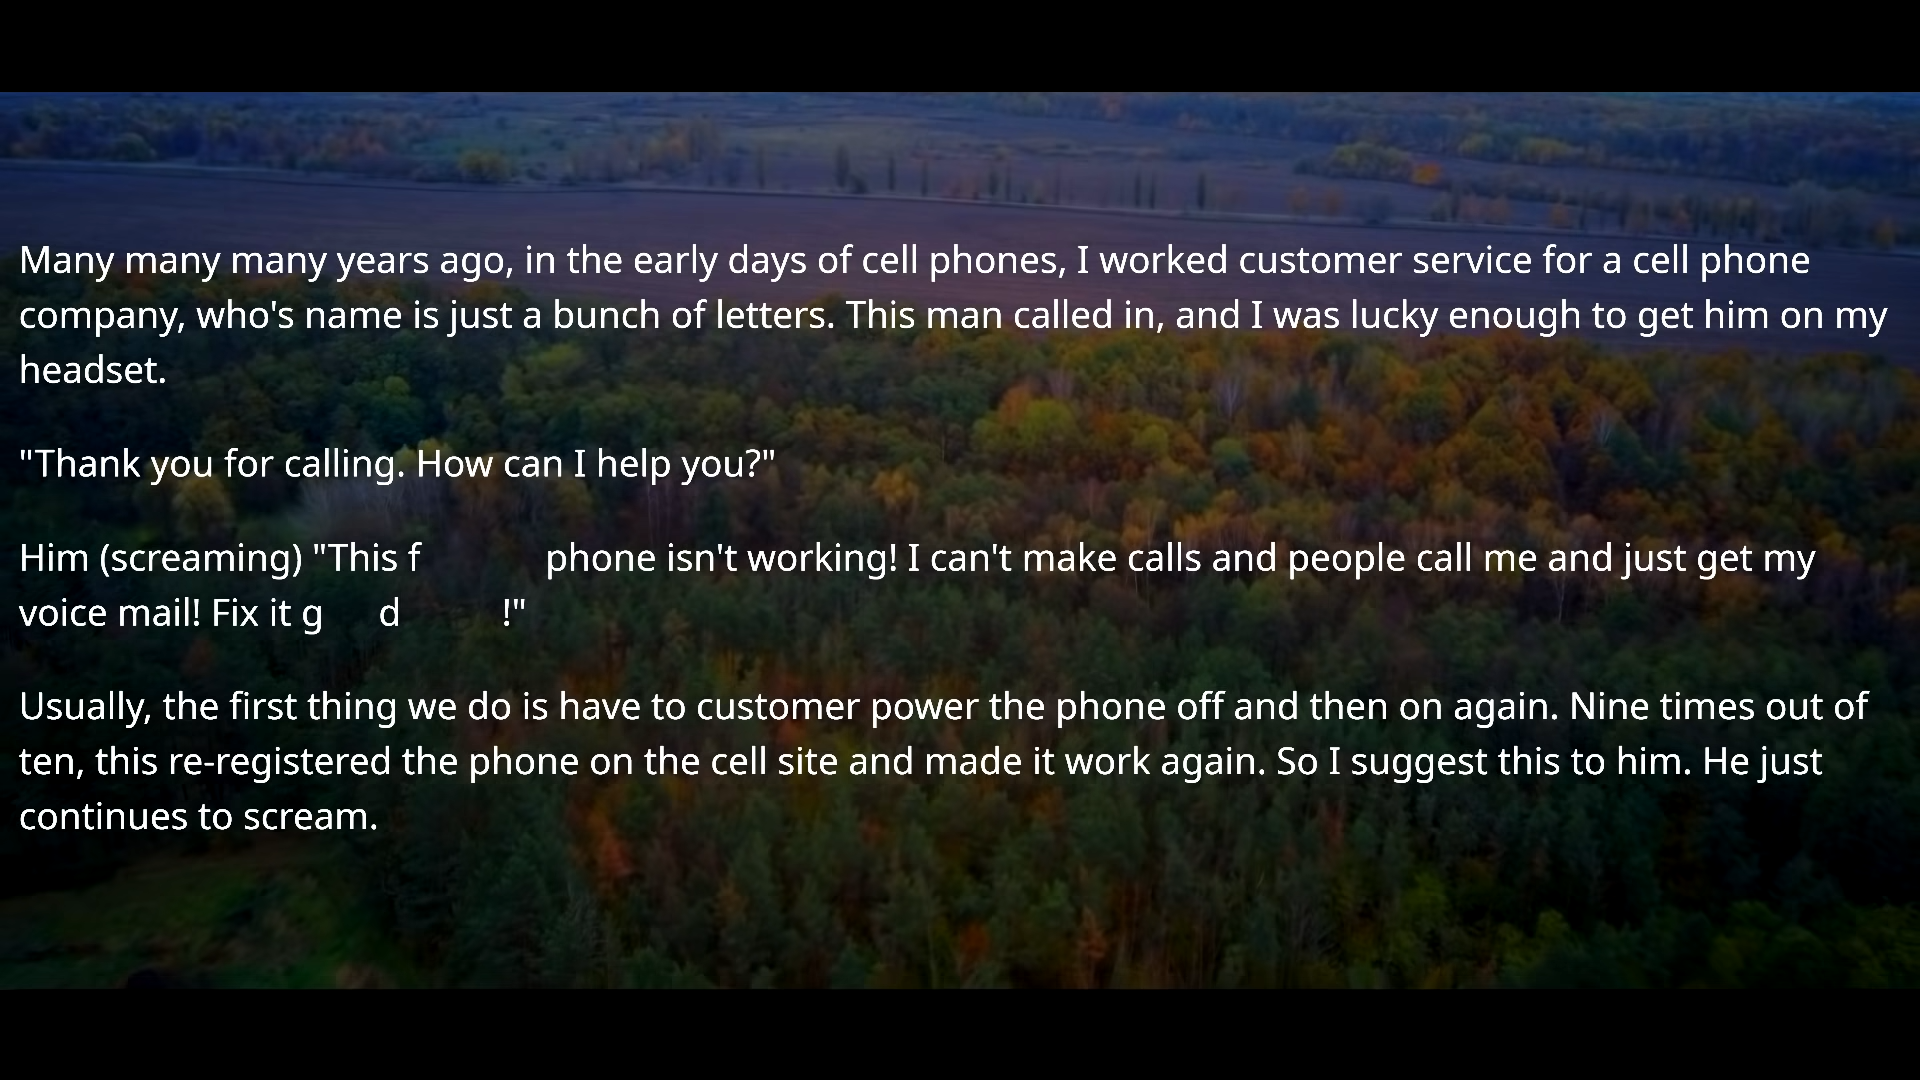 Many many many years ago, in the early days of cell phones, I worked customer service for a cell phone
company, who's name is just a bunch of letters. This man called in, and I was lucky enough to get him on my
headset.
"Thank you for calling. How can I help you?"
Him (screaming) "This f phone isn't working! I can't make calls and people call me and just get my
voice mail! Fix it g d !"
Usually, the first thing we do is have to customer power the phone off and then on again. Nine times out of
ten, this re-registered the phone on the cell site and made it work again. So I suggest this to him. He just
continues to scream.